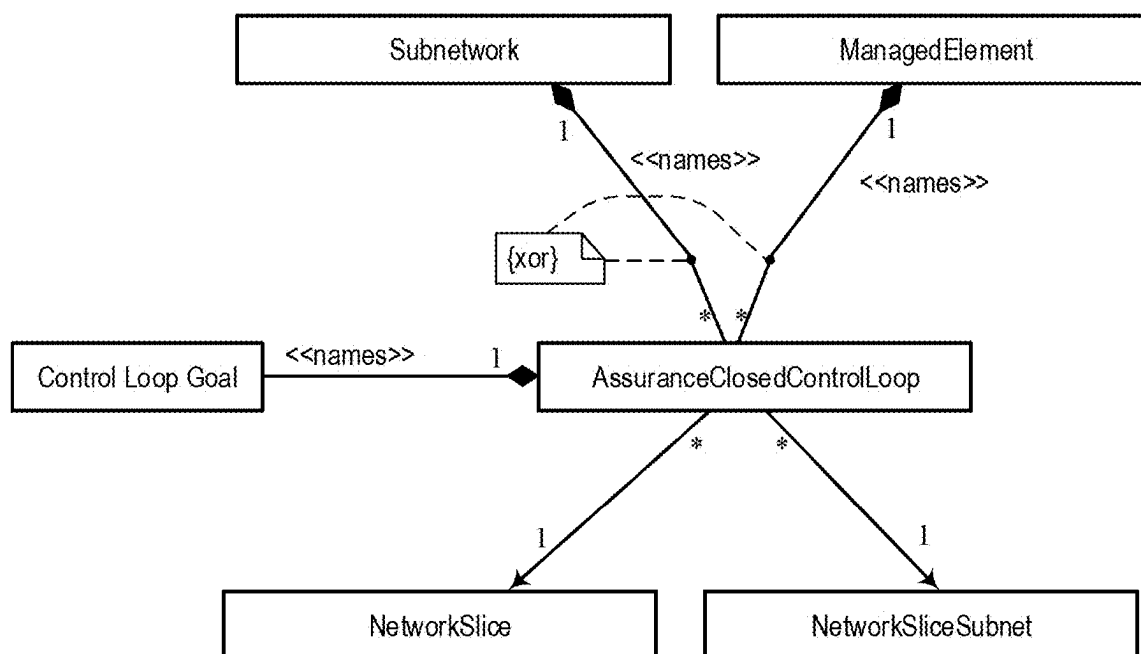 Subnetwork
ManagedElement
1
1
<<names>>
<<names>>
{xor}
*
*
<<names>>
1
Control Loop Goal
AssuranceClosedControlLoop
*
*
1
1
NetworkSlice
NetworkSliceSubnet